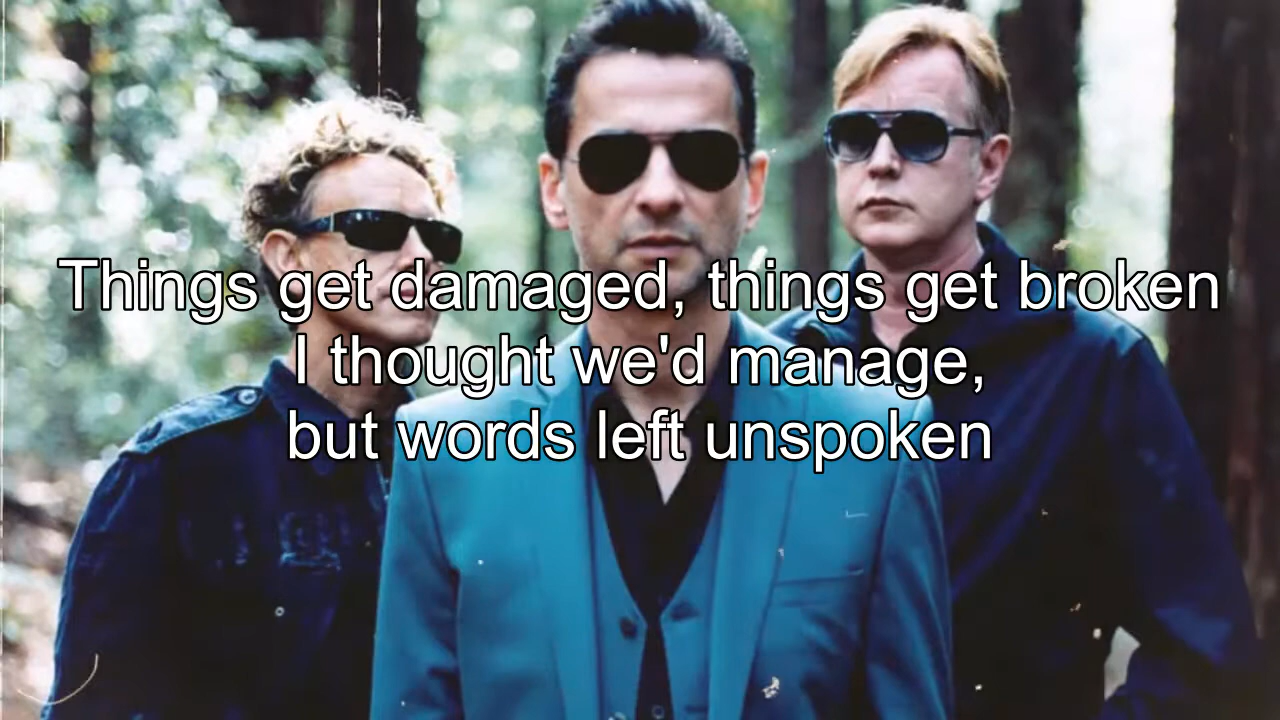 Things get damaged, things get broken
I thought we'd manage,
but words left unspoken